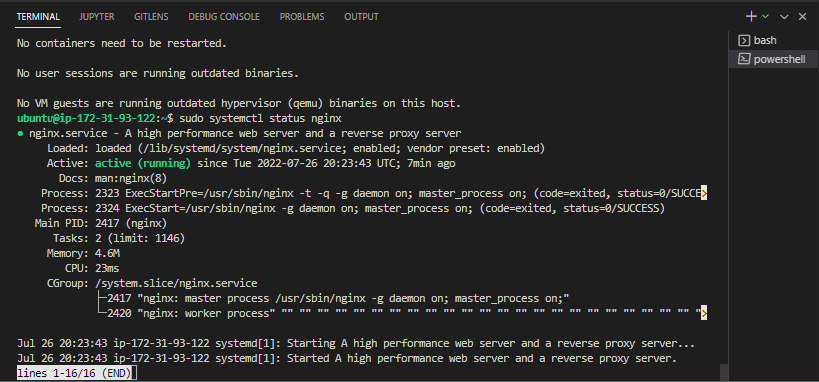 TERMINAL JUPYTER GITLENS DEBUG CONSOLE PROBLEMS OUTPUT
bash
powershell
No containers need to be restarted.
No user sessions are running outdated binaries.
No VM guests are running outdated hypervisor (qemu) binaries on this host.
ubuntu@ip-172-31-93-122:~$ sudo systemctl status nginx
● nginx.service - A high performance web server and a reverse proxy server
Loaded: loaded (/lib/systemd/system/nginx.service; enabled; vendor preset: enabled)
Active: active (running) since Tue 2022-07-26 20:23:43 UTC; 7min ago
Docs: man:nginx(8)
Process: 2323 ExecStartPre=/usr/sbin/nginx -t -q -g daemon on; master_process on; (code=exited, status=0/SUCCE>
Process: 2324 ExecStart=/usr/sbin/nginx -g daemon on; master_process on; (code=exited, status=0/SUCCESS)
Main PID: 2417 (nginx)
Tasks: 2 (limit: 1146)
Memory: 4.6M
CPU: 23ms
CGroup: /system.slice/nginx.service
├─2417 "nginx: master process /usr/sbin/nginx -g daemon on; master_process on;"
└─2420 "nginx: worker process" "" "" "" "" "" "" "" "" "" "" "" "" "" "" "" "" "" "" "" "" "" "" "" "" "" "" ">
Jul 26 20:23:43 ip-172-31-93-122 systemd[1]: Starting A high performance web server and a reverse proxy server...
Jul 26 20:23:43 ip-172-31-93-122 systemd[1]: Started A high performance web server and a reverse proxy server.
lines 1-16/16 (END)